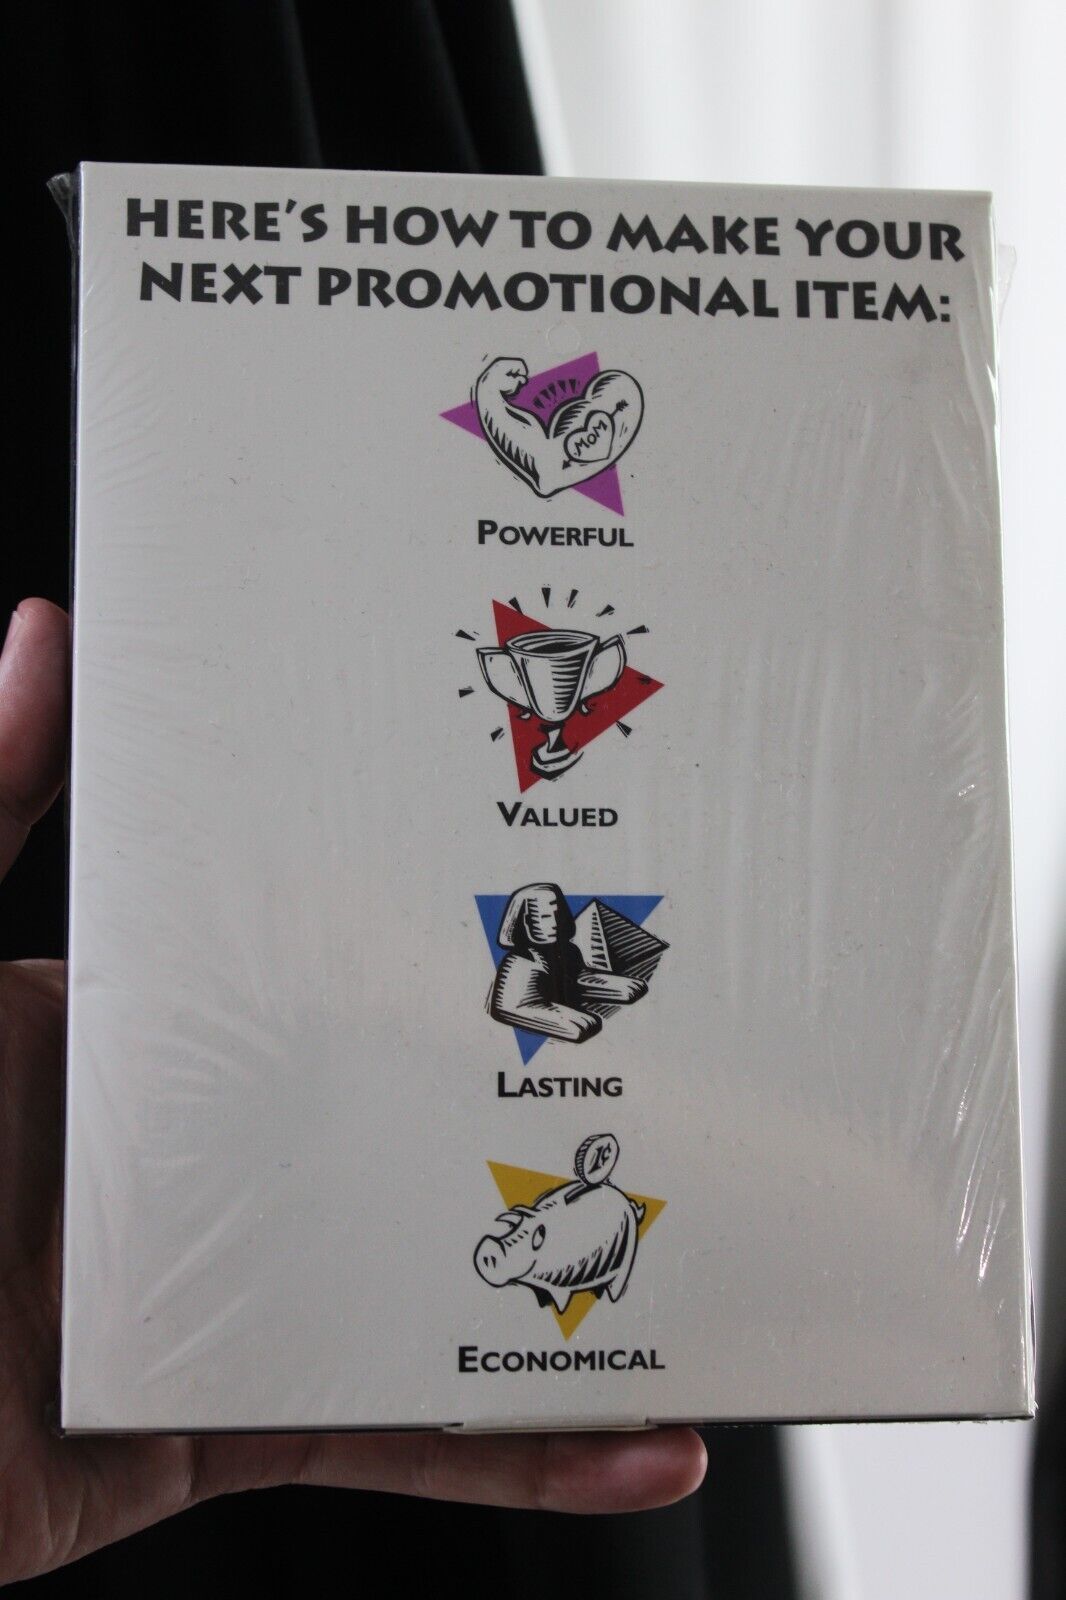 HERE'S HOW TO MAKE YOUR
NEXT PROMOTIONAL ITEM:
MOM
POWERFUL
VALUED
LASTING
1¢
ECONOMICAL